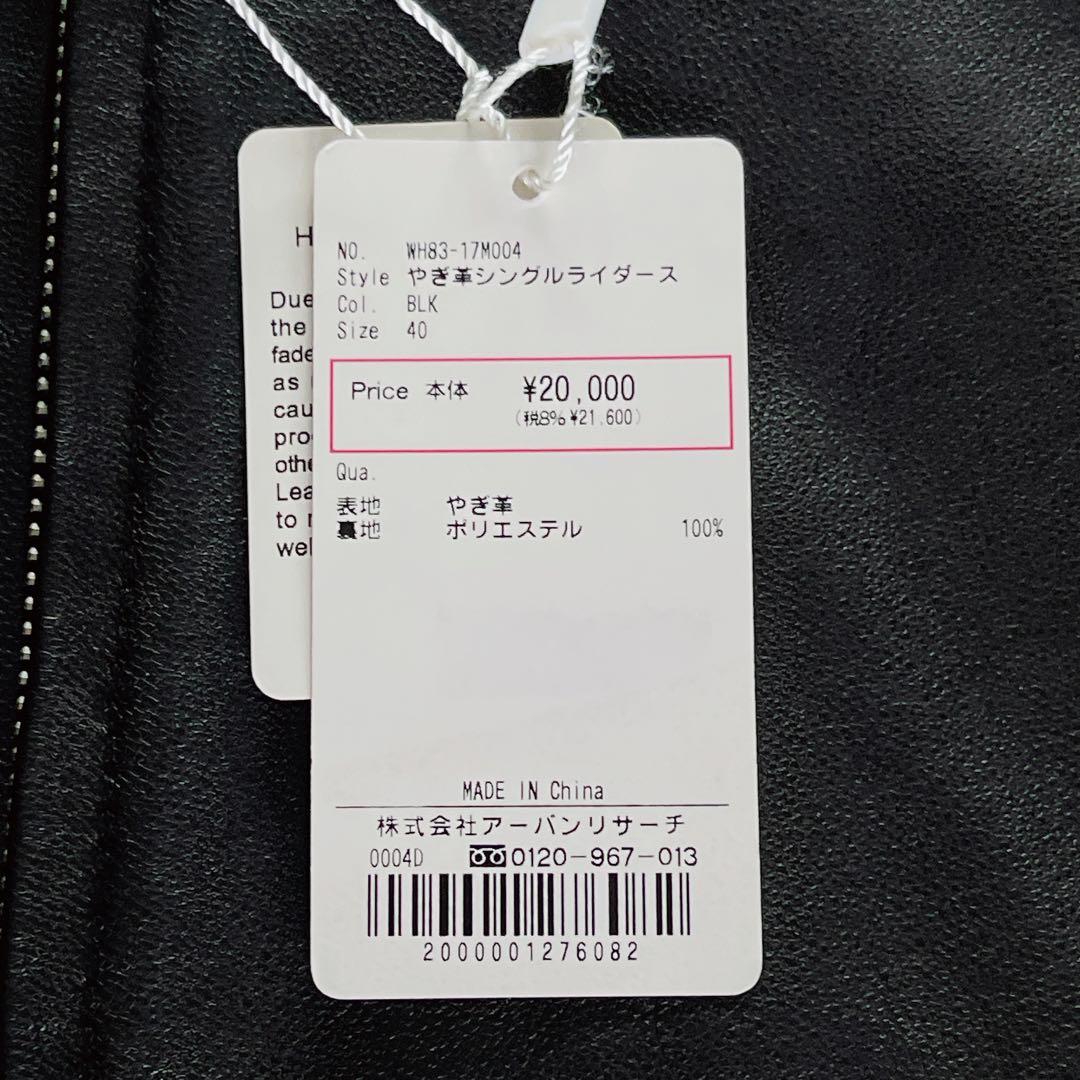 NO. WH83-17M004
Style やぎ革シングルライダース
Col. BLK
Size 40
Price 本体 ¥20,000
(税8% ¥21,600)
Qua.
表地 やぎ革
裏地 ポリエステル 100%
MADE IN China
株式会社アーバンリサーチ
0004D 0120-967-013
2000001276082
H
Due
the
fade
as
cau
pro
othe
Lea
to
wel